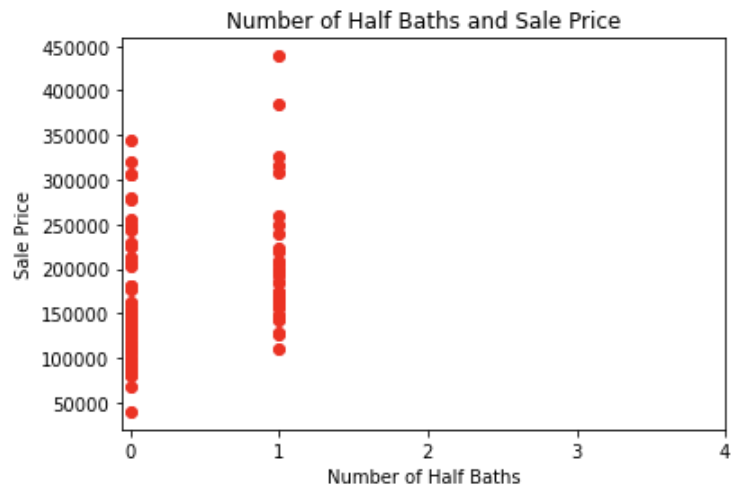 Number of Half Baths and Sale Price
450000
400000
350000
300000
250000
200000
150000
100000
50000
Sale Price
0 1 2 3 4
Number of Half Baths